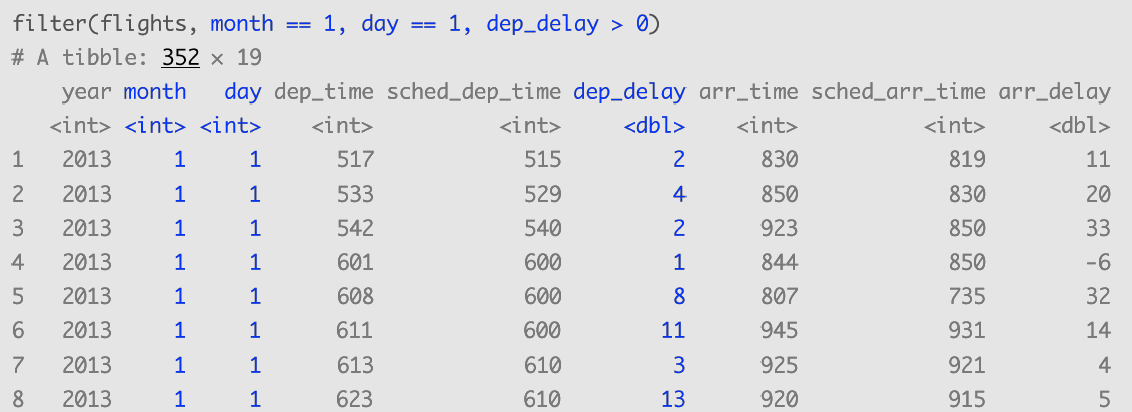 filter(flights, month == 1, day == 1, dep_delay > 0)
# A tibble: 352 × 19
year month day dep_time sched_dep_time dep_delay arr_time sched_arr_time arr_delay
<int> <int> <int> <int> <int> <dbl> <int> <int> <dbl>
1 2013 1 1 517 515 2 830 819 11
2 2013 1 1 533 529 4 850 830 20
3 2013 1 1 542 540 2 923 850 33
4 2013 1 1 601 600 1 844 850 -6
5 2013 1 1 608 600 8 807 735 32
6 2013 1 1 611 600 11 945 931 14
7 2013 1 1 613 610 3 925 921 4
8 2013 1 1 623 610 13 920 915 5